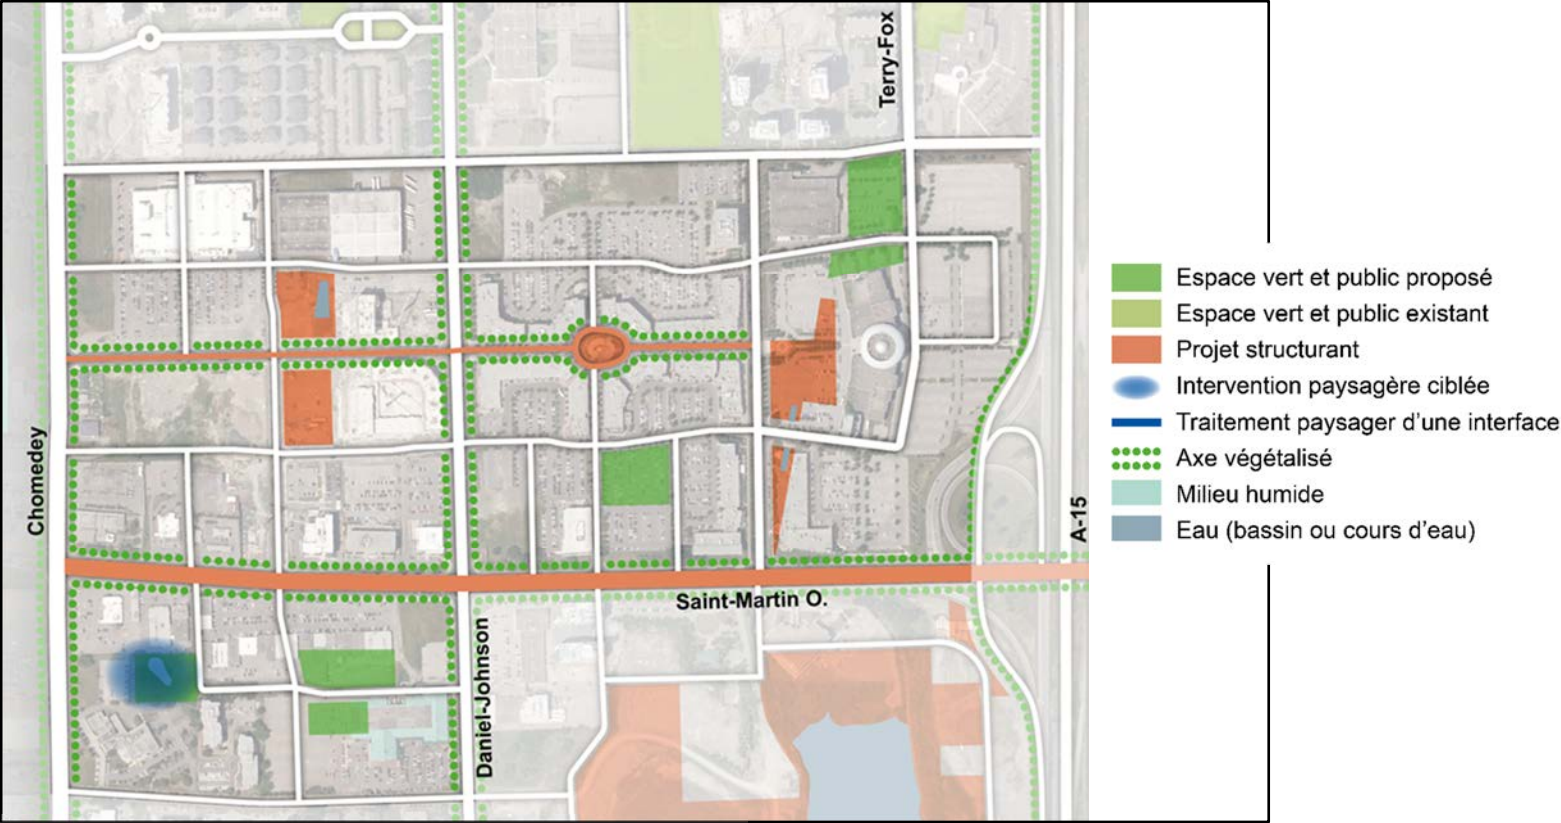 Terry-Fox
Chomedey
Daniel-Johnson
Saint-Martin O.
A-15
Espace vert et public proposé
Espace vert et public existant
Projet structurant
Intervention paysagère ciblée
Traitement paysager d'une interface
Axe végétalisé
Milieu humide
Eau (bassin ou cours d'eau)